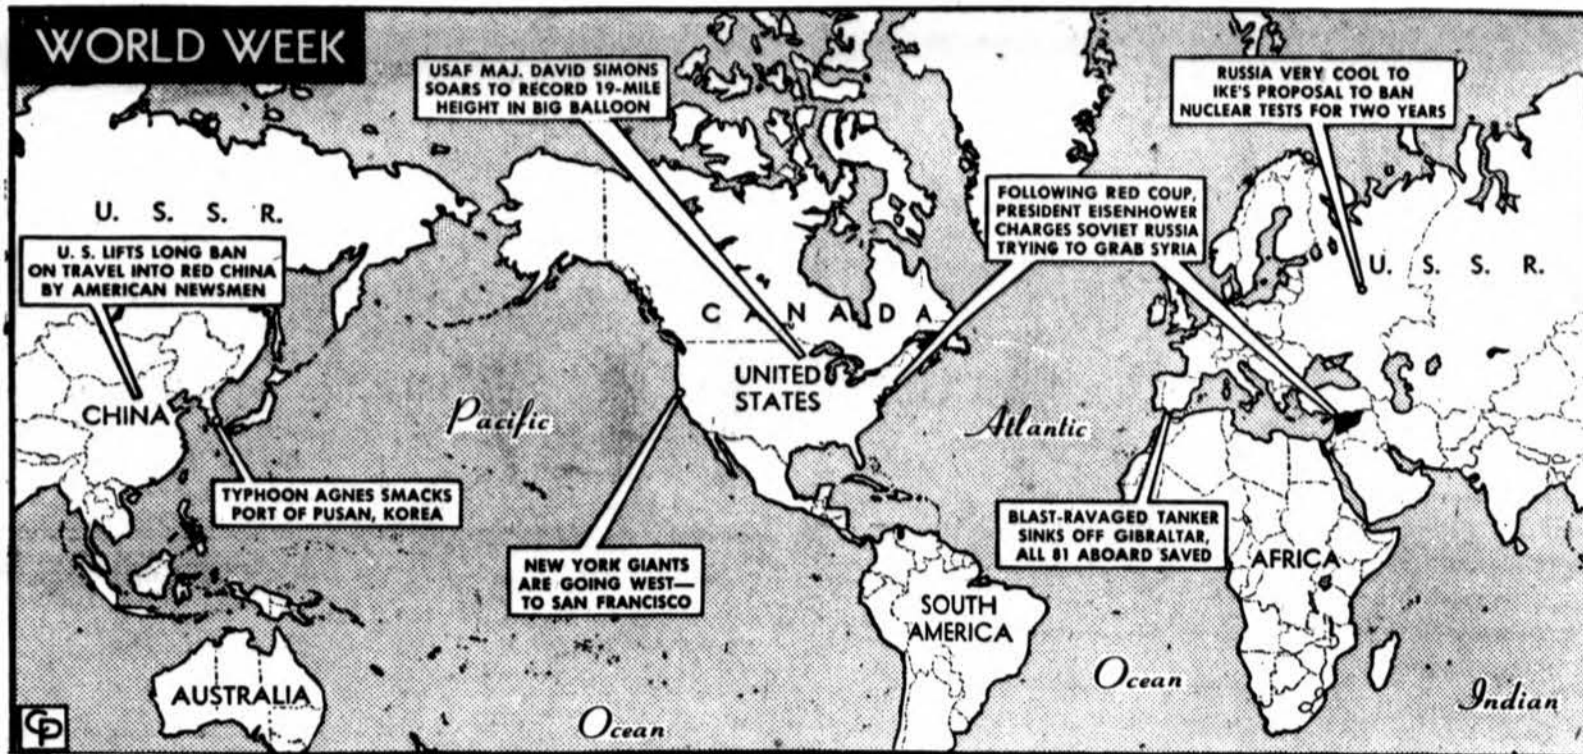 WORLD WEEK
USAF MAJ. DAVID SIMONS
SOARS TO RECORD 19-MILE
HEIGHT IN BIG BALLOON
RUSSIA VERY COOL TO
IKE'S PROPOSAL TO BAN
NUCLEAR TESTS FOR TWO YEARS
FOLLOWING RED COUP,
PRESIDENT EISENHOWER
CHARGES SOVIET RUSSIA
TRYING TO GRAB SYRIA
U. S. S. R.
U. S. LIFTS LONG BAN
ON TRAVEL INTO RED CHINA
BY AMERICAN NEWSMEN
U. S. S. R.
CANADA
UNITED
STATES
CHINA
Pacific
Atlantic
TYPHOON AGNES SMACKS
PORT OF PUSAN, KOREA
NEW YORK GIANTS
ARE GOING WEST—
TO SAN FRANCISCO
BLAST-RAVAGED TANKER
SINKS OFF GIBRALTAR,
ALL 81 ABOARD SAVED
AFRICA
SOUTH
AMERICA
AUSTRALIA
Ocean
Ocean
Indian
CP